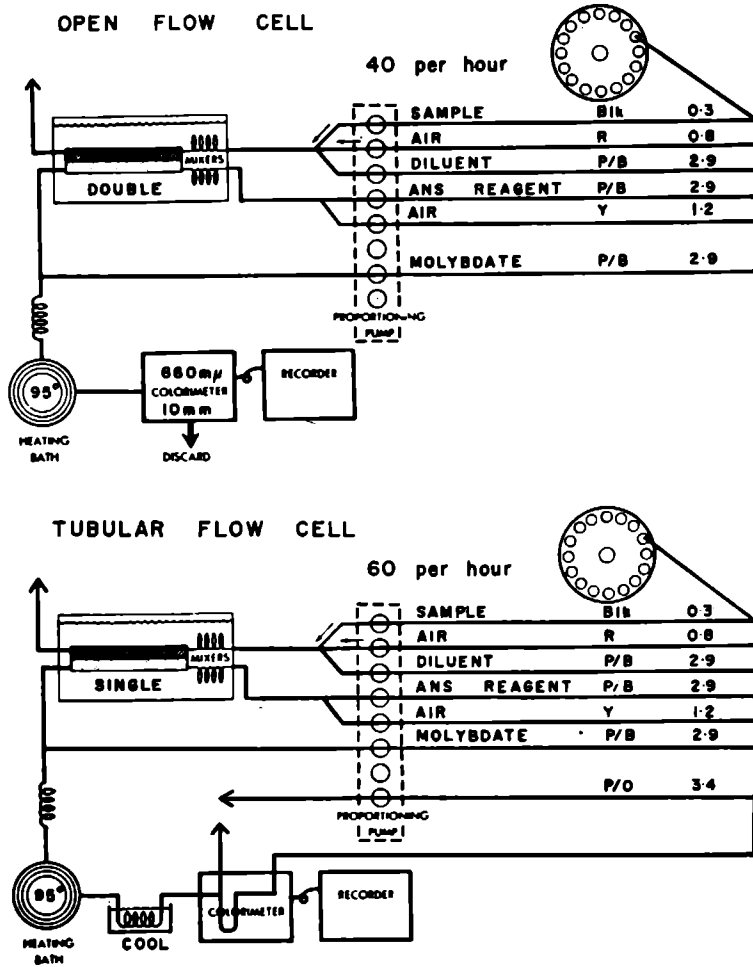 OPEN FLOW CELL
40 per hour
SAMPLE Blk 0·3
AIR R 0·8
DILUENT P/B 2·9
ANS REAGENT P/B 2·9
AIR Y 1·2
MOLYBDATE P/B 2·9
MIXERS
DOUBLE
PROPORTIONING
PUMP
95°
HEATING
BATH
660mµ
COLORIMETER
10mm
RECORDER
DISCARD
TUBULAR FLOW CELL
60 per hour
SAMPLE Blk 0·3
AIR R 0·8
DILUENT P/B 2·9
ANS REAGENT P/B 2·9
AIR Y 1·2
MOLYBDATE P/B 2·9
P/O 3·4
MIXERS
SINGLE
PROPORTIONING
PUMP
95°
HEATING
BATH
COOL
COLORIMETER
RECORDER